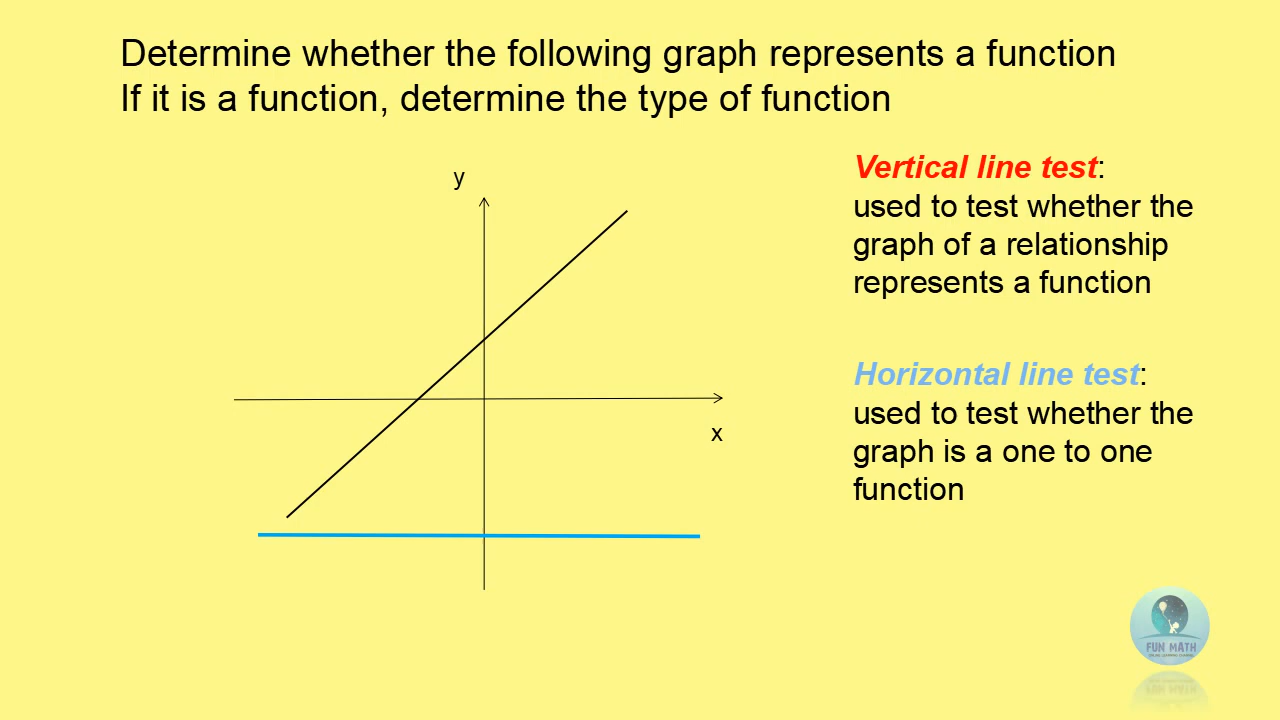 Determine whether the following graph represents a function
If it is a function, determine the type of function
y
x
Vertical line test:
used to test whether the
graph of a relationship
represents a function
Horizontal line test:
used to test whether the
graph is a one to one
function
FUN MATH